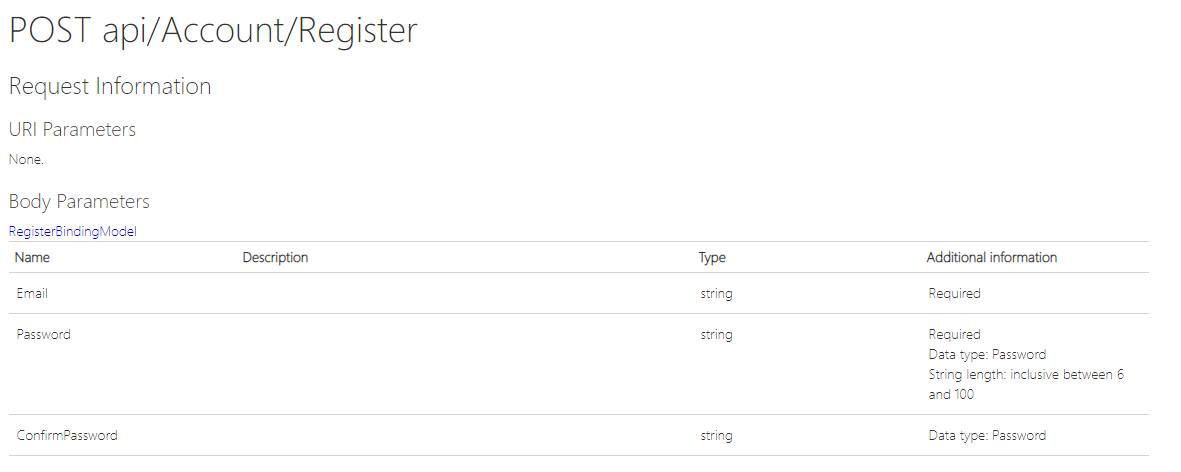 POST api/Account/Register
Request Information
URI Parameters
None.
Body Parameters
RegisterBindingModel
Name Description Type Additional information
Email string Required
Password string Required
Data type: Password
String length: inclusive between 6
and 100
ConfirmPassword string Data type: Password